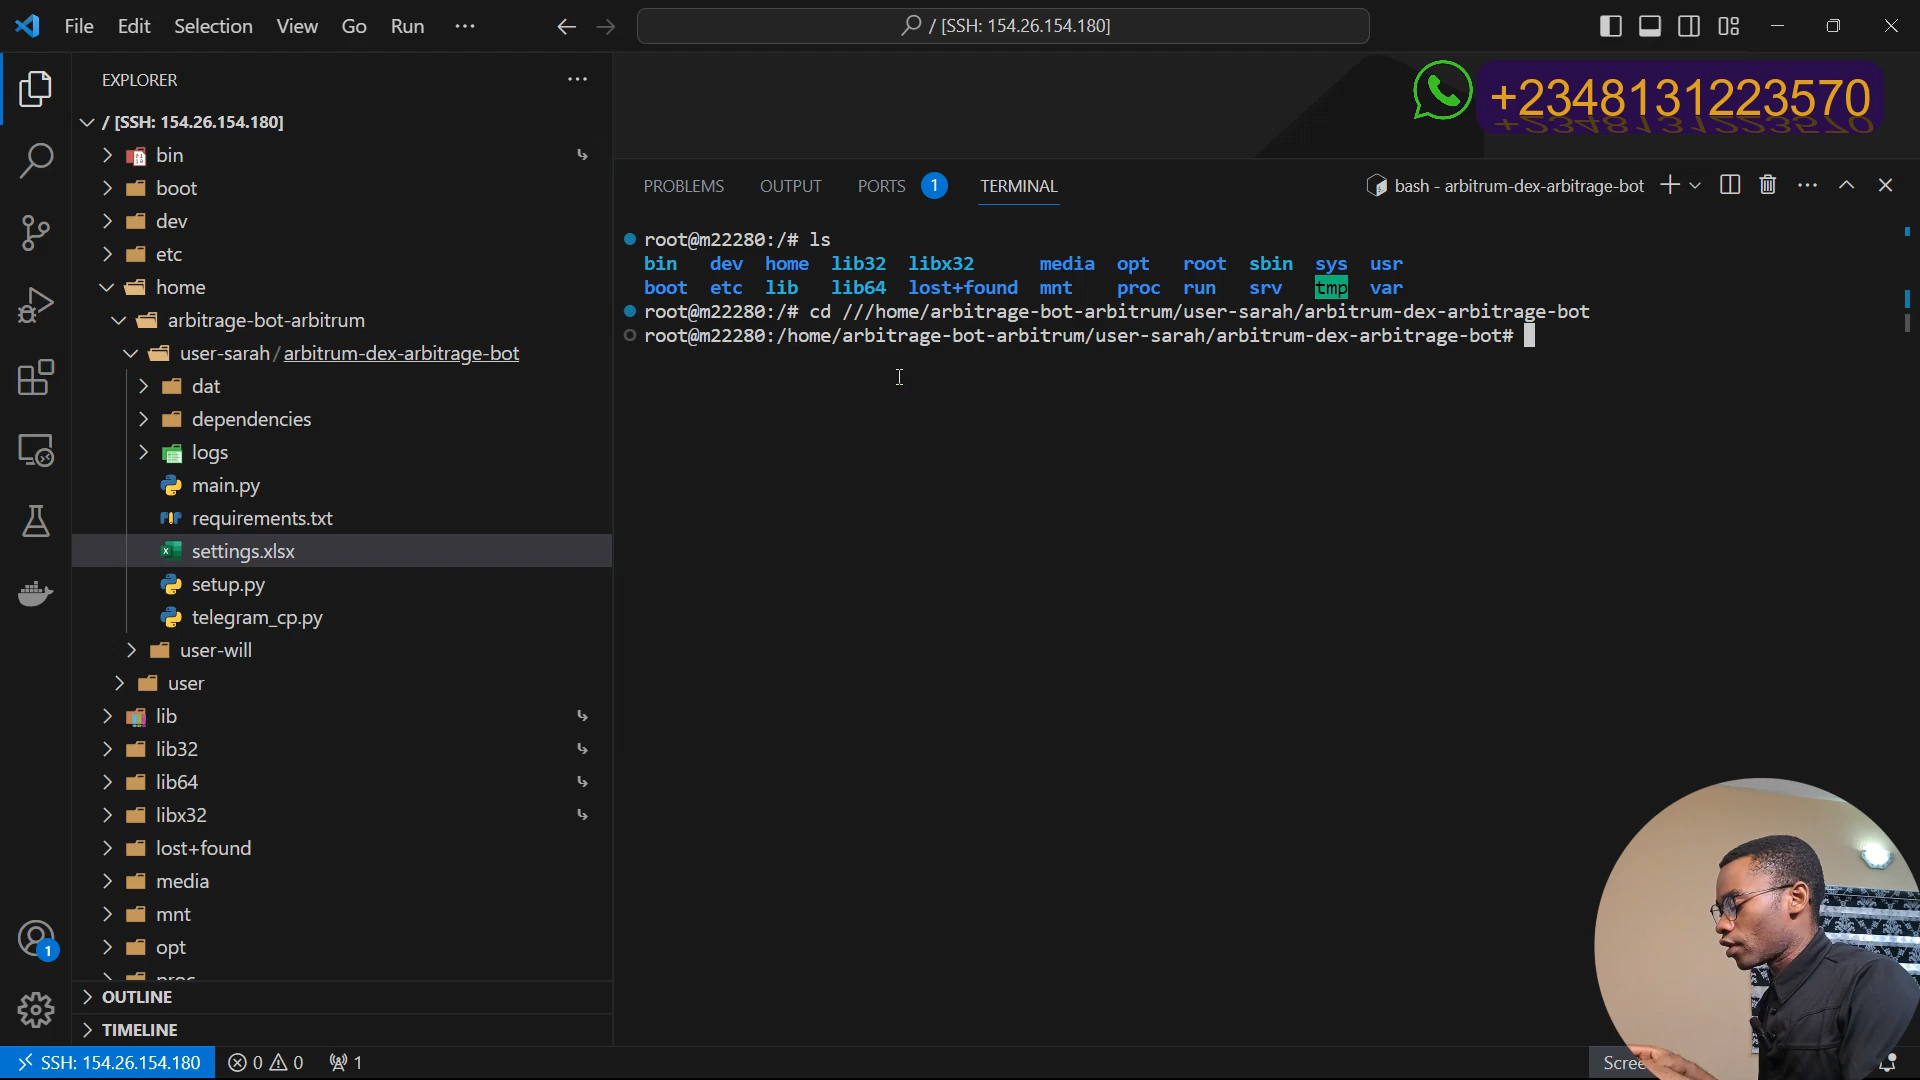 File Edit Selection View Go Run ···
/ [SSH: 154.26.154.180]
+2348131223570
EXPLORER
/ [SSH: 154.26.154.180]
bin
boot
dev
etc
home
arbitrage-bot-arbitrum
user-sarah/arbitrum-dex-arbitrage-bot
dat
dependencies
logs
main.py
requirements.txt
settings.xlsx
setup.py
telegram_cp.py
user-will
user
lib
lib32
lib64
libx32
lost+found
media
mnt
opt
proc
OUTLINE
TIMELINE
PROBLEMS OUTPUT PORTS 1 TERMINAL
bash - arbitrum-dex-arbitrage-bot
root@m22280:/# ls
bin dev home lib32 libx32 media opt root sbin sys usr
boot etc lib lib64 lost+found mnt proc run srv tmp var
root@m22280:/# cd ///home/arbitrage-bot-arbitrum/user-sarah/arbitrum-dex-arbitrage-bot
root@m22280:/home/arbitrage-bot-arbitrum/user-sarah/arbitrum-dex-arbitrage-bot#
1
SSH: 154.26.154.180 0 0 1